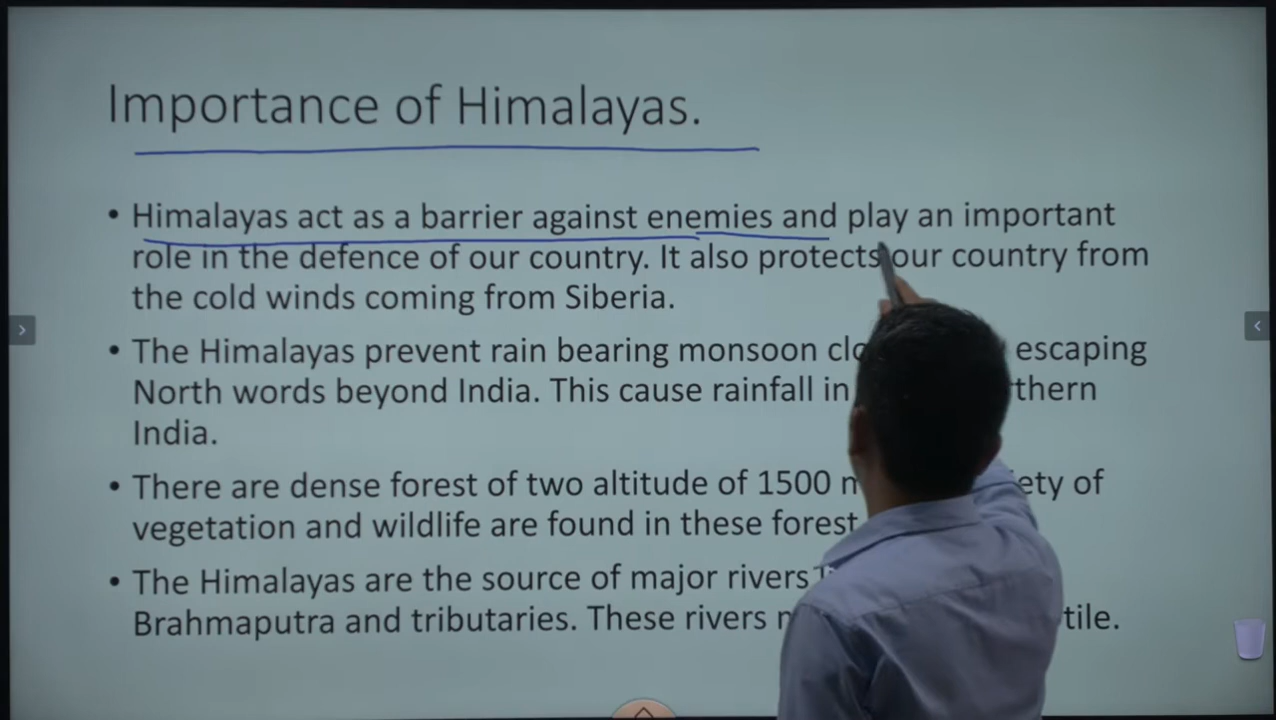 Importance of Himalayas.
• Himalayas act as a barrier against enemies and play an important
role in the defence of our country. It also protects our country from
the cold winds coming from Siberia.
• The Himalayas prevent rain bearing monsoon escaping
North words beyond India. This cause rainfall in
India.
• There are dense forest of two altitude of 1500 of
vegetation and wildlife are found in these forest
• The Himalayas are the source of major rivers
Brahmaputra and tributaries. These rivers